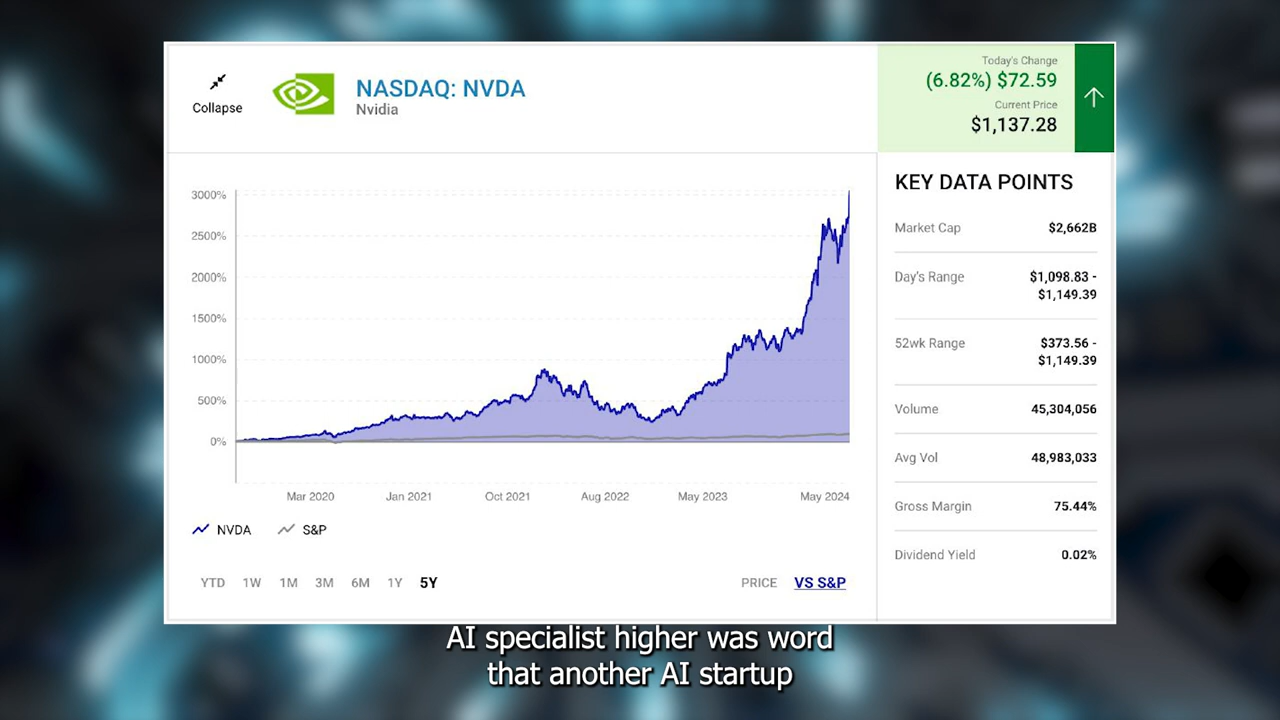 Collapse
NASDAQ: NVDA
Nvidia
Today's Change
(6.82%) $72.59
Current Price
$1,137.28
3000%
2500%
2000%
1500%
1000%
500%
0%
Mar 2020 Jan 2021 Oct 2021 Aug 2022 May 2023 May 2024
NVDA S&P
YTD 1W 1M 3M 6M 1Y 5Y PRICE VS S&P
KEY DATA POINTS
Market Cap $2,662B
Day's Range $1,098.83 -
$1,149.39
52wk Range $373.56 -
$1,149.39
Volume 45,304,056
Avg Vol 48,983,033
Gross Margin 75.44%
Dividend Yield 0.02%
AI specialist higher was word
that another AI startup